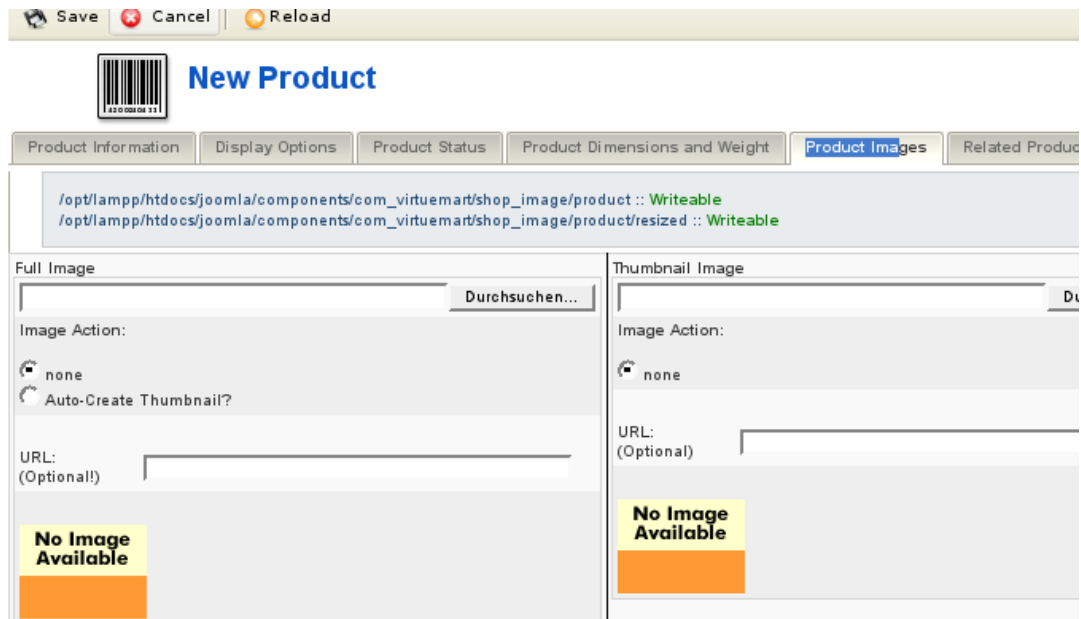 Save Cancel Reload
New Product
Product Information Display Options Product Status Product Dimensions and Weight Product Images Related Produc
/opt/lampp/htdocs/joomla/components/com_virtuemart/shop_image/product :: Writeable
/opt/lampp/htdocs/joomla/components/com_virtuemart/shop_image/product/resized :: Writeable
Full Image
Durchsuchen...
Image Action:
none
Auto-Create Thumbnail?
URL:
(Optional!)
No Image
Available
Thumbnail Image
Du
Image Action:
none
URL:
(Optional)
No Image
Available